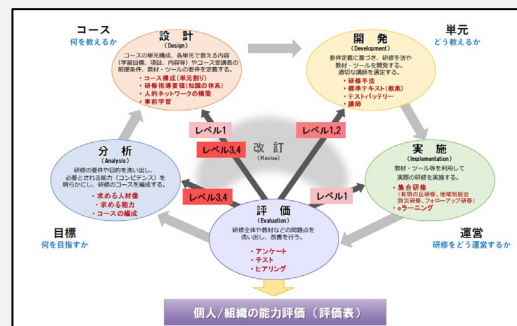 コース
何を教えるか
設 計
(Design)
コースの単元構成、各単元で教える内容
(学習目標、項目、内容等)やコース受講者の
前提条件、教材・ツールの要件を定義する。
・コース構成(単元割り)
・研修指導要領(知識の体系)
・人的ネットワークの構築
・事前学習
開 発
(Development)
要件定義に基づき、研修手法や
教材・ツールを開発する。
適切な講師を選定する。
・研修手法
・標準テキスト(教案)
・テストバッテリー
・講師
単元
どう教えるか
レベル1
レベル3,4
改 訂
(Revise)
レベル1,2
分 析
(Analysis)
研修の要件や目的を洗い出し、
必要とされる能力(コンピテンス)を
明らかにし、研修のコースを編成する。
・求める人材像
・求める能力
・コースの編成
レベル3,4
レベル1
実 施
(Implementation)
教材・ツール等を利用して
実際の研修を実施する。
・集合研修
(有明の丘研修、地域別総合
防災研修、フォローアップ研修)
・eラーニング
目標
何を目指すか
評 価
(Evaluation)
研修全体や教材などの問題点を
洗い出し、改善を行う。
・アンケート
・テスト
・ヒアリング
運営
研修をどう運営するか
個人/組織の能力評価(評価表)